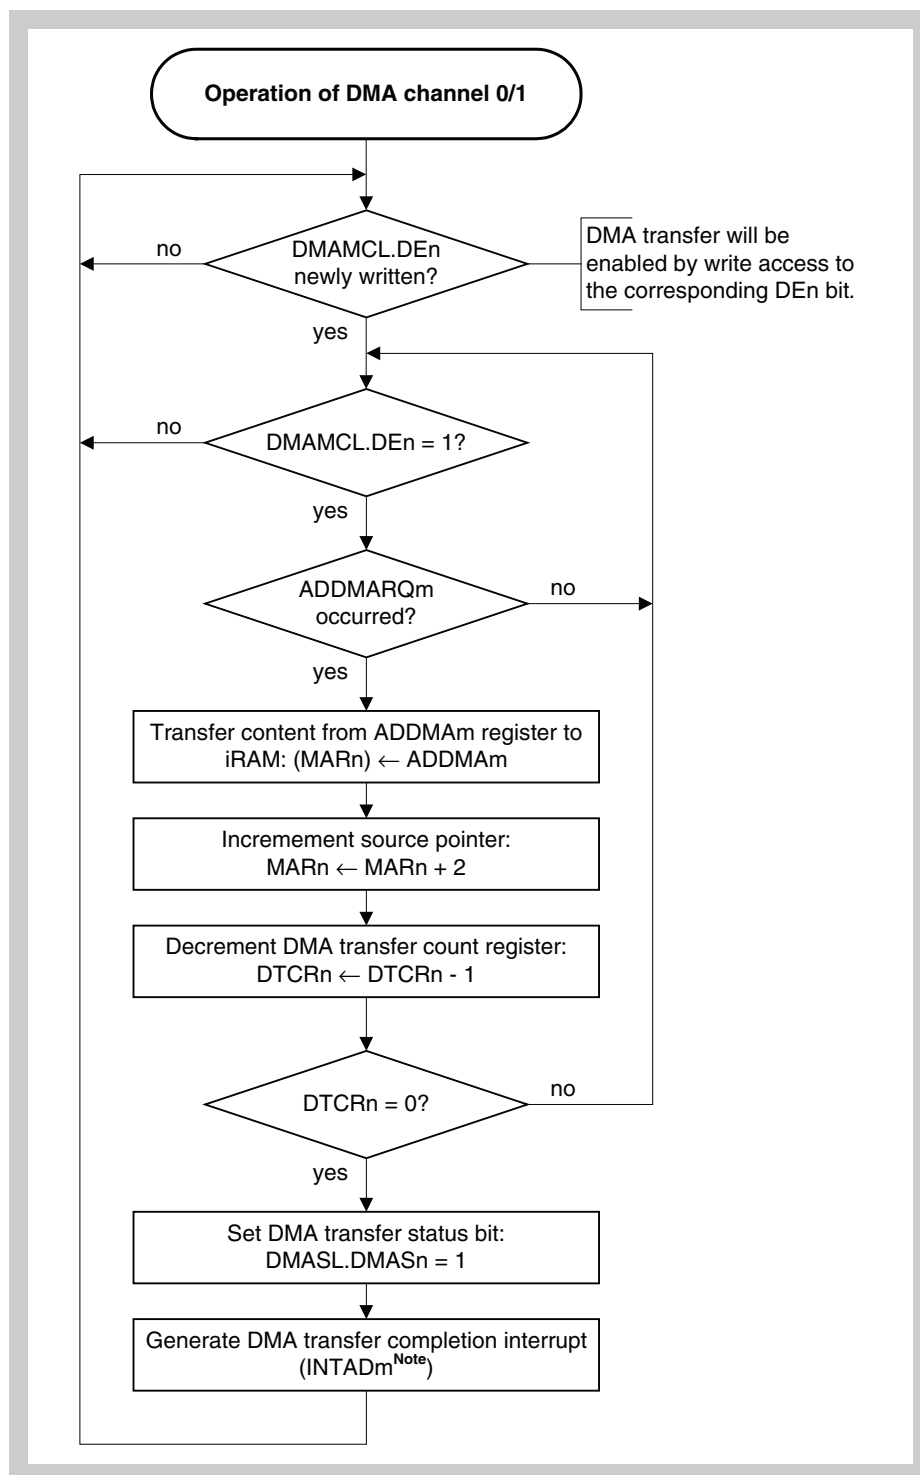 Operation of DMA channel 0/1
DMAMCL.DEn
newly written?
no
DMA transfer will be
enabled by write access to
the corresponding DEn bit.
yes
DMAMCL.DEn = 1?
no
yes
ADDMARQm
occurred?
no
yes
Transfer content from ADDMAm register to
iRAM: (MARn) ← ADDMAm
Incremement source pointer:
MARn ← MARn + 2
Decrement DMA transfer count register:
DTCRn ← DTCRn - 1
DTCRn = 0?
no
yes
Set DMA transfer status bit:
DMASL.DMASn = 1
Generate DMA transfer completion interrupt
(INTADmNote)